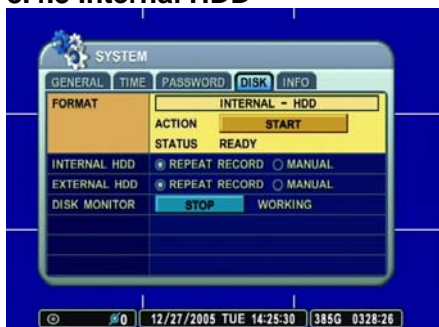 SYSTEM
GENERAL TIME PASSWORD DISK INFO
FORMAT INTERNAL - HDD
ACTION START
STATUS READY
INTERNAL HDD REPEAT RECORD MANUAL
EXTERNAL HDD REPEAT RECORD MANUAL
DISK MONITOR STOP WORKING
0 12/27/2005 TUE 14:25:30 385G 0328:26